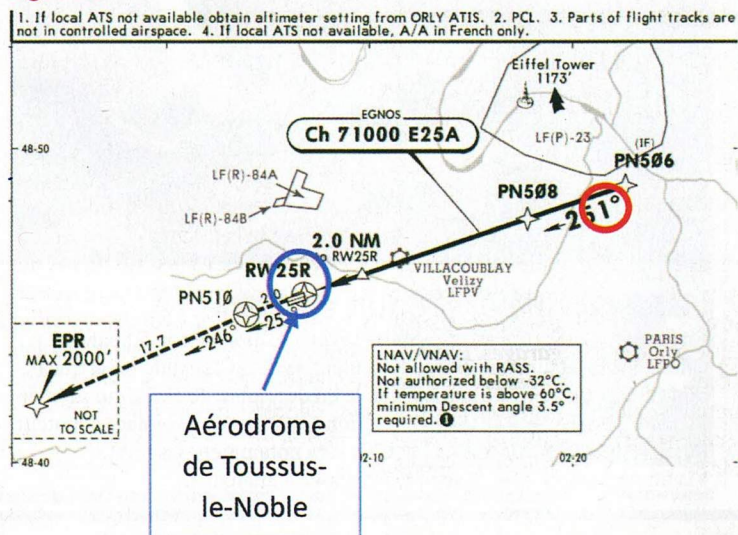 1. If local ATS not available obtain altimeter setting from ORLY ATIS. 2. PCL. 3. Parts of flight tracks are
not in controlled airspace. 4. If local ATS not available, A/A in French only.
Eiffel Tower
1173'
EGNOS
Ch 71000 E25A
LF(P)-23
(IF)
PN506
48-50
LF(R)-84A
PN508
251°
LF(R)-84B
2.0 NM
to RW25R
RW25R
VILLACOUBLAY
Velizy
LFPV
PN510
2.0
246°
17.7
EPR
MAX 2000'
NOT
TO SCALE
PARIS
Orly
LFPO
LNAV/VNAV:
Not allowed with RASS.
Not authorized below -32°C.
If temperature is above 60°C,
minimum Descent angle 3.5°
required. 1
Aérodrome
de Toussus-
le-Noble
48-40
02-10
02-20